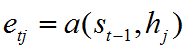 e_{tj} = a(s_{t-1}, h_j)